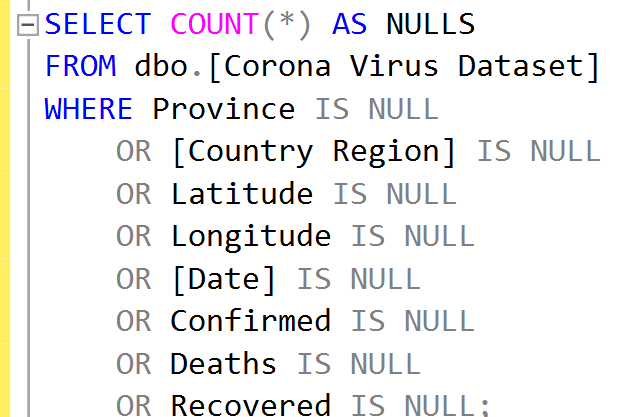 SELECT COUNT(*) AS NULLS
FROM dbo.[Corona Virus Dataset]
WHERE Province IS NULL
OR [Country Region] IS NULL
OR Latitude IS NULL
OR Longitude IS NULL
OR [Date] IS NULL
OR Confirmed IS NULL
OR Deaths IS NULL
OR Recovered IS NULL;